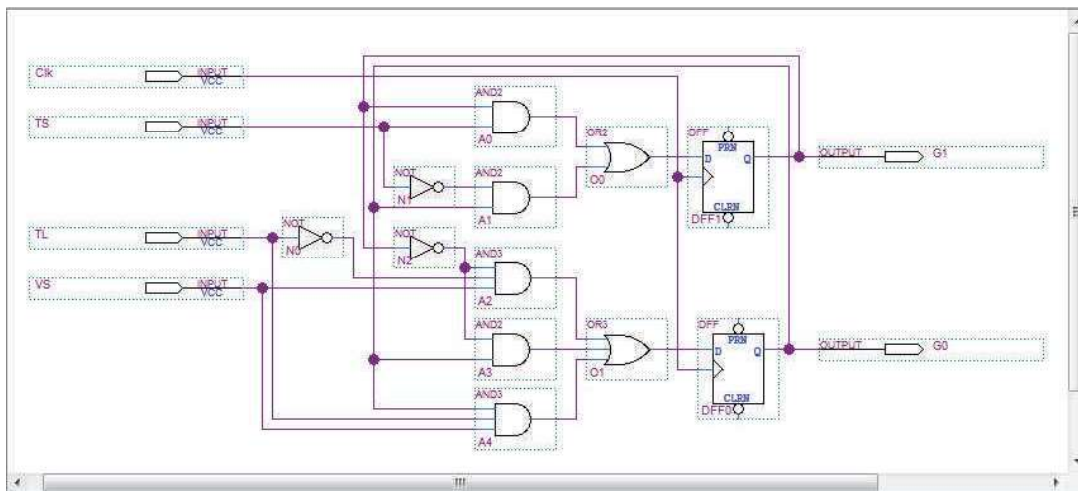 Clk
INPUT
VCC
TS
INPUT
VCC
TL
INPUT
VCC
VS
INPUT
VCC
AND2
A0
NOT
N1
AND2
A1
NOT
N0
NOT
N2
AND3
A2
AND2
A3
AND3
A4
OR2
O0
OR3
O1
DFF
PRN
D
Q
CLRN
DFF1
DFF
PRN
D
Q
CLRN
DFF0
OUTPUT
G1
OUTPUT
G0